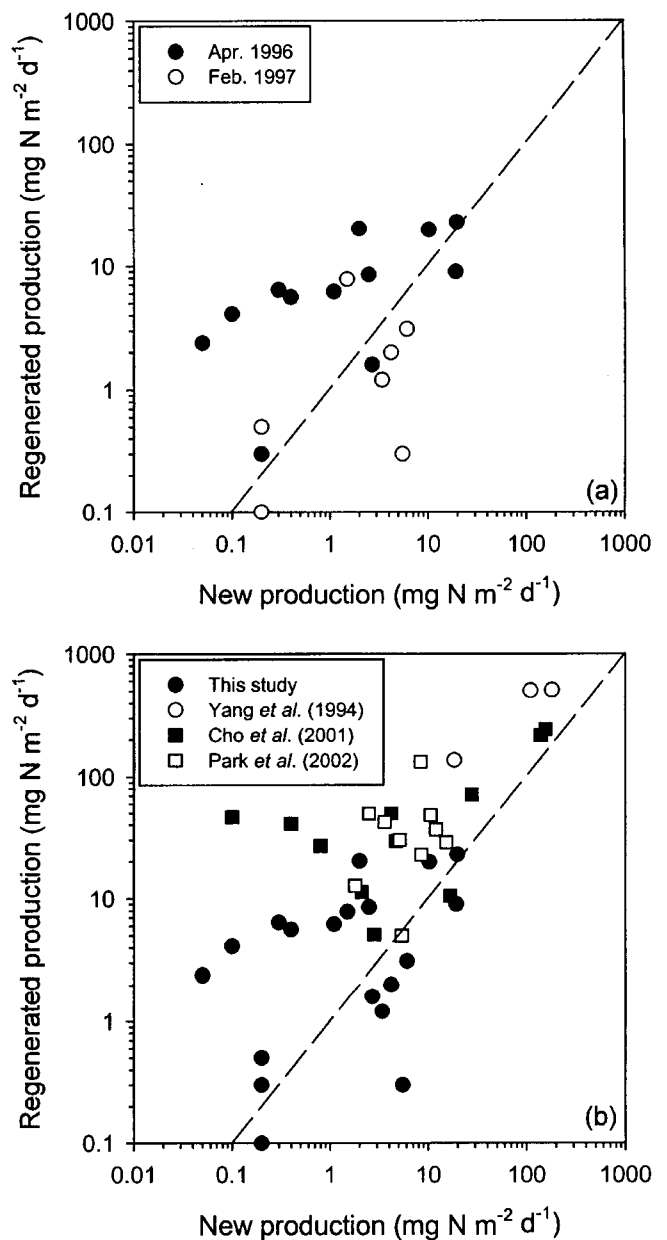 Apr. 1996
Feb. 1997
1000
100
10
1
0.1
Regenerated production (mg N m⁻² d⁻¹)
(a)
0.01 0.1 1 10 100 1000
New production (mg N m⁻² d⁻¹)
This study
Yang et al. (1994)
Cho et al. (2001)
Park et al. (2002)
1000
100
10
1
0.1
Regenerated production (mg N m⁻² d⁻¹)
(b)
0.01 0.1 1 10 100 1000
New production (mg N m⁻² d⁻¹)